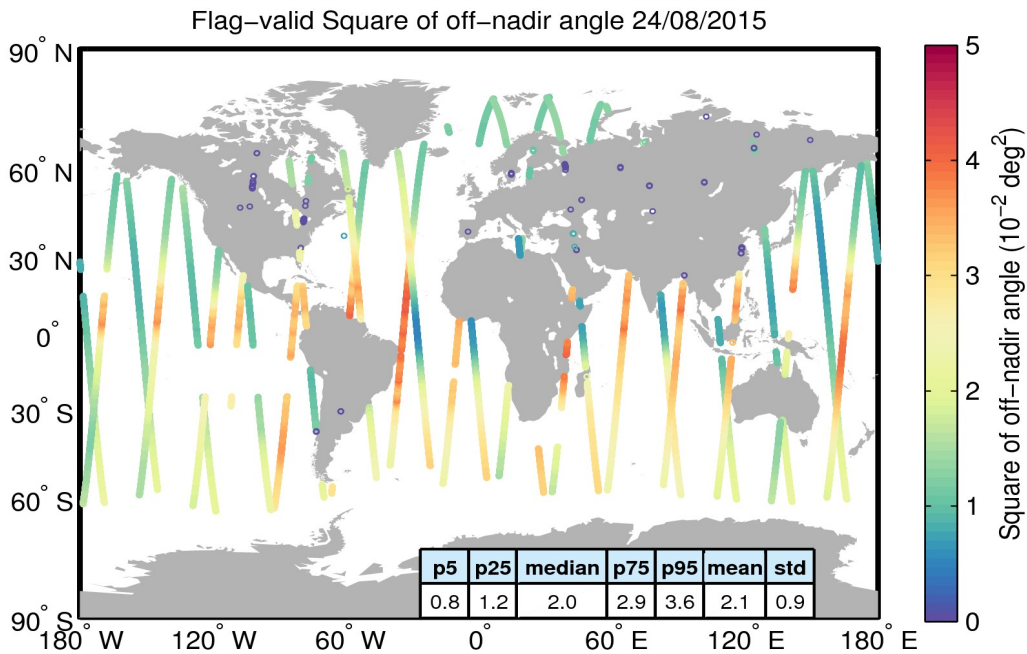 Flag−valid Square of off−nadir angle 24/08/2015
90° N
60° N
30° N
0°
30° S
60° S
90° S
180° W
120° W
60° W
0°
60° E
120° E
180° E
p5 p25 median p75 p95 mean std
0.8 1.2 2.0 2.9 3.6 2.1 0.9
5
4
3
2
1
0
Square of off−nadir angle (10⁻² deg²)